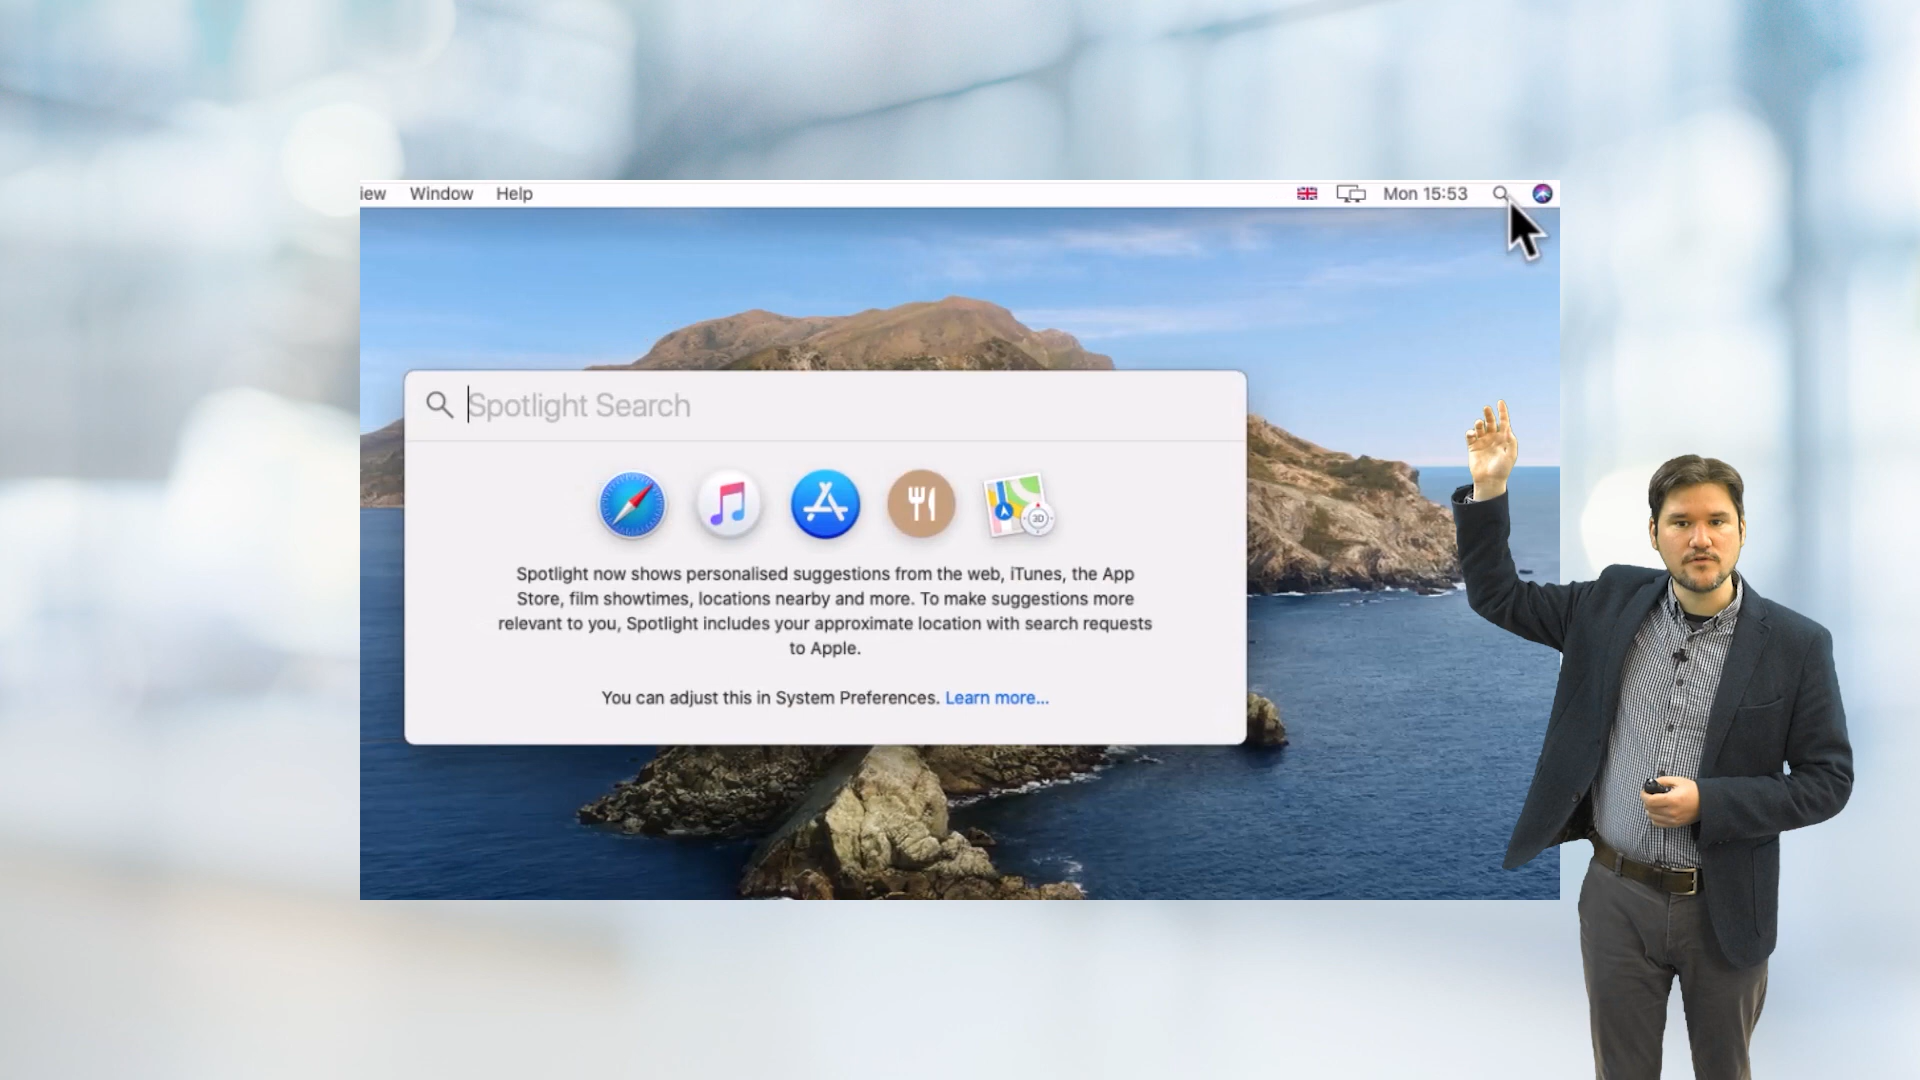 iew Window Help Mon 15:53
Spotlight Search
3D
Spotlight now shows personalised suggestions from the web, iTunes, the App
Store, film showtimes, locations nearby and more. To make suggestions more
relevant to you, Spotlight includes your approximate location with search requests
to Apple.
You can adjust this in System Preferences. Learn more...